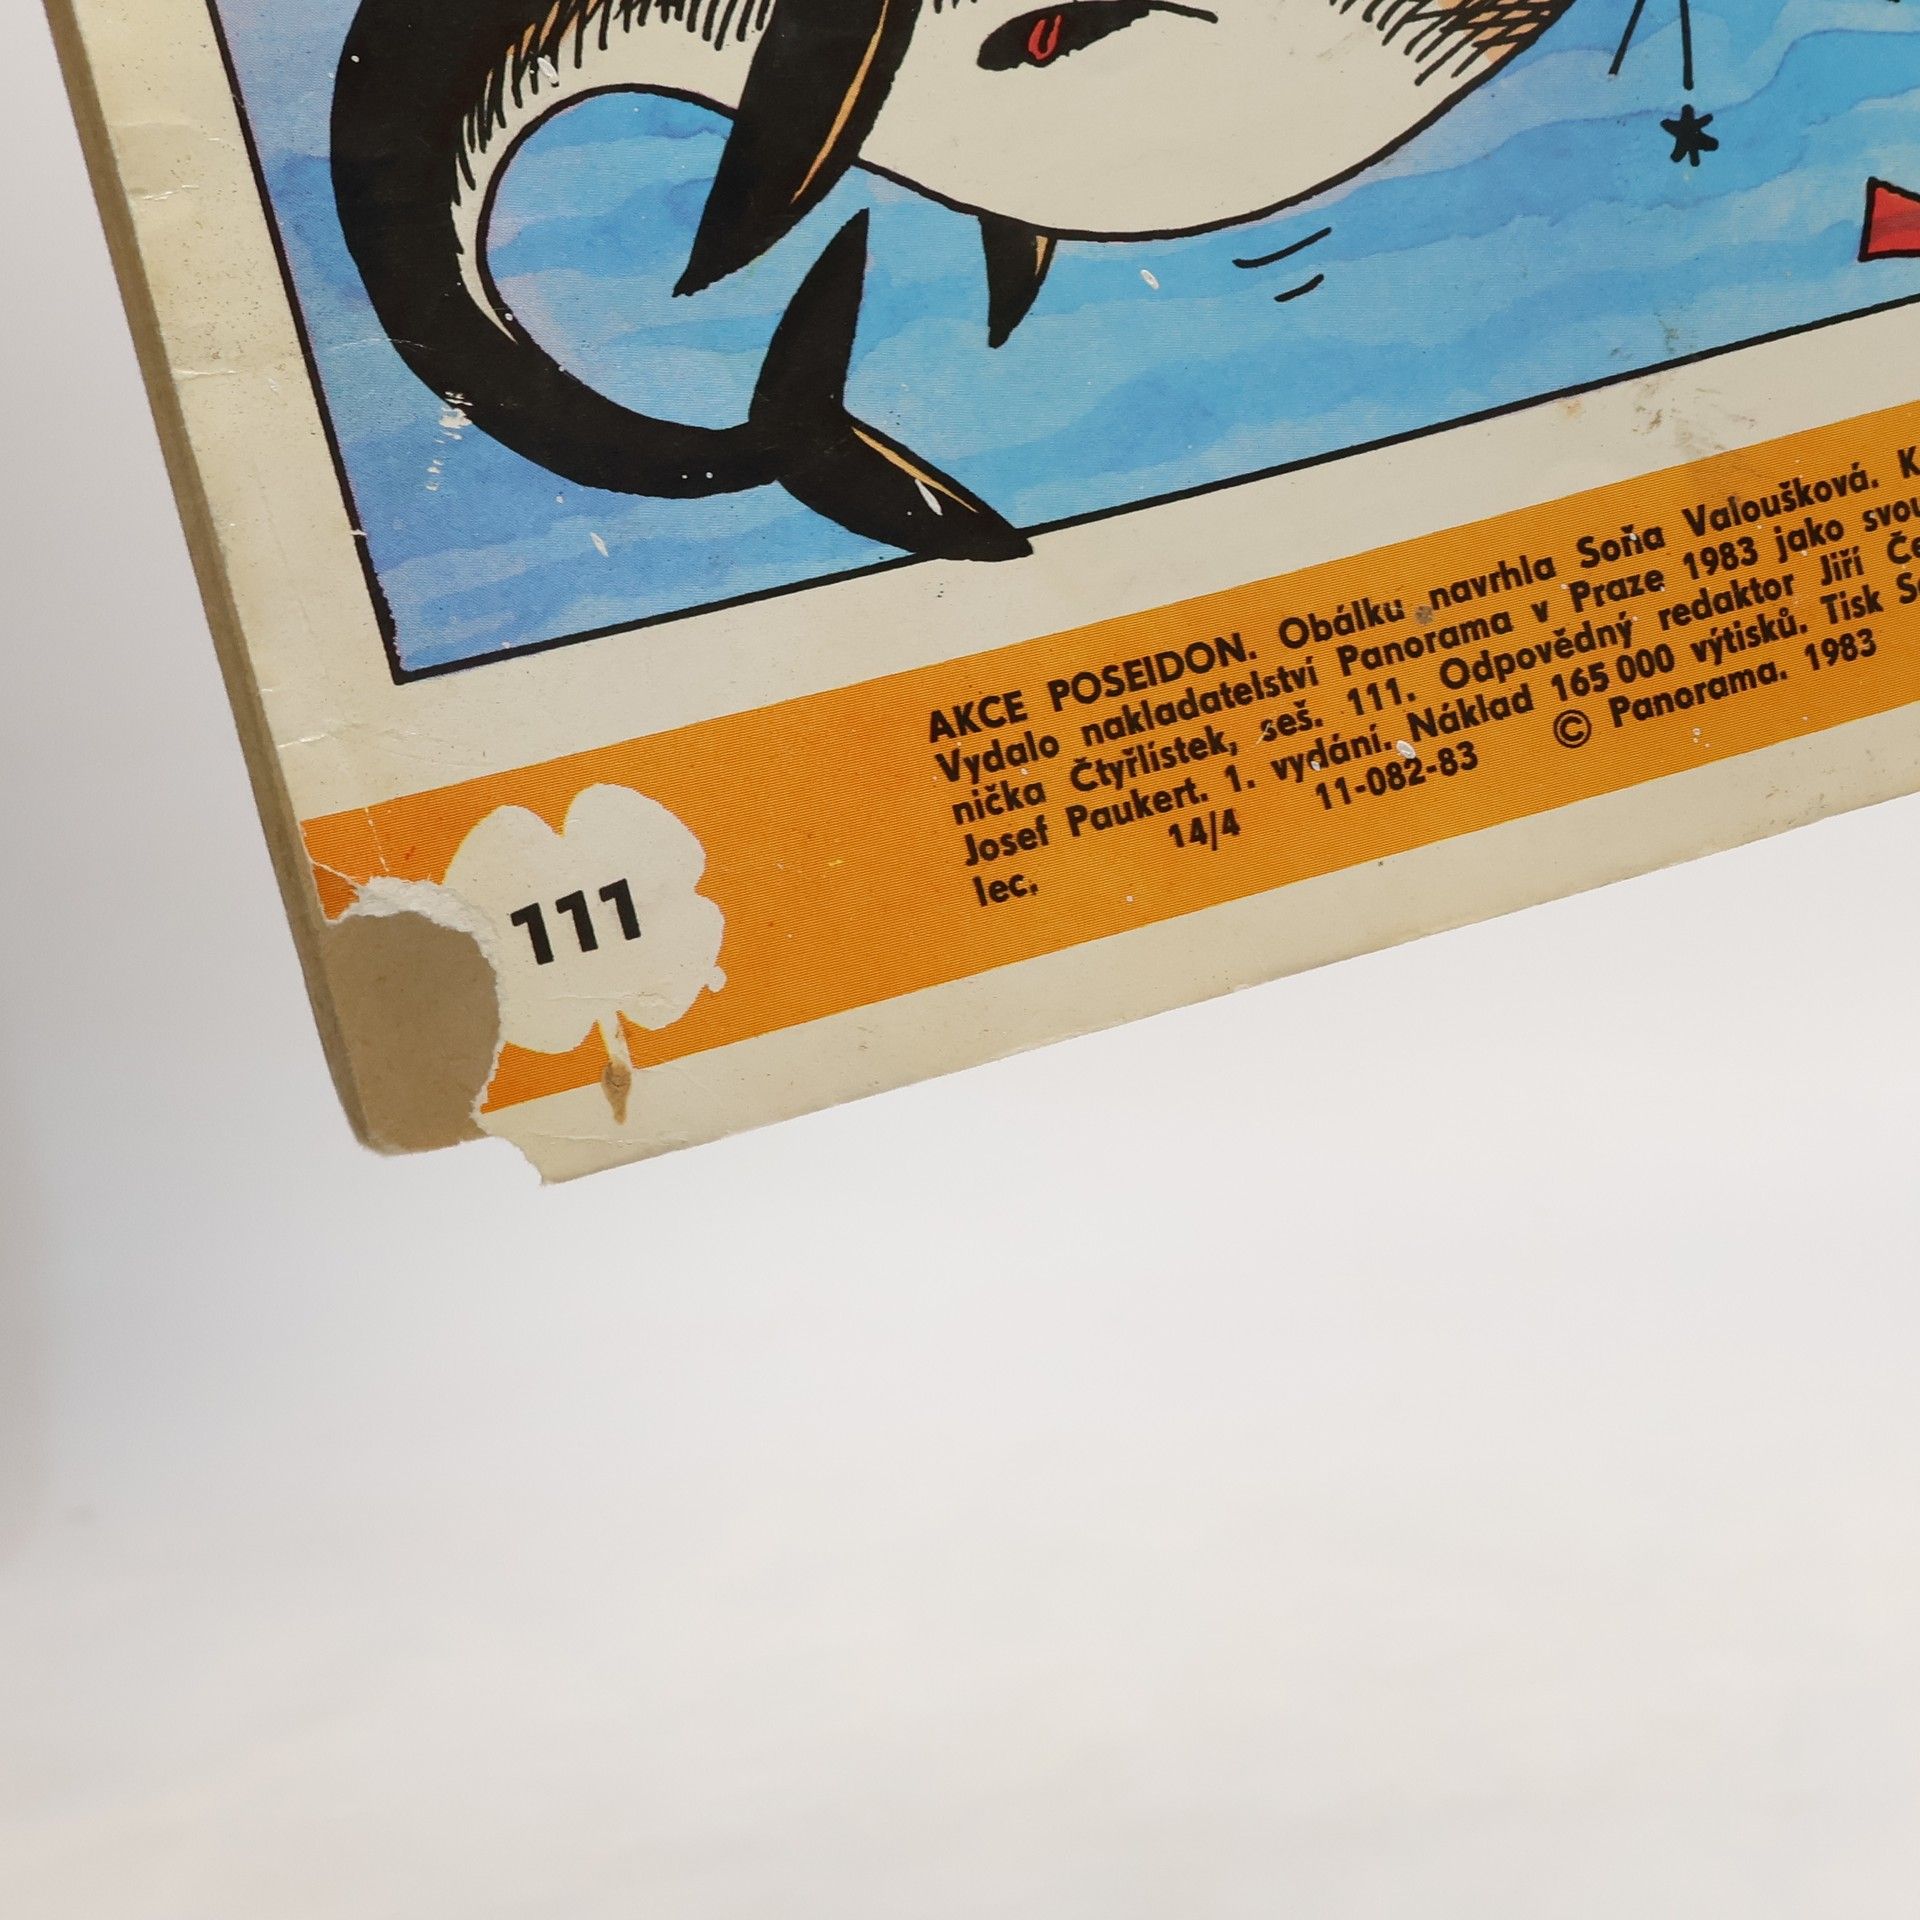 AKCE POSEIDON. Obálku navrhla Soňa Valoušková. K
Vydalo nakladatelství Panorama v Praze 1983 jako svou
nička Čtyřlístek, seš. 111. Odpovědný redaktor Jiří Če
Josef Paukert. 1. vydání. Náklad 165 000 výtisků. Tisk S
lec. 14/4 11-082-83 © Panorama. 1983
111